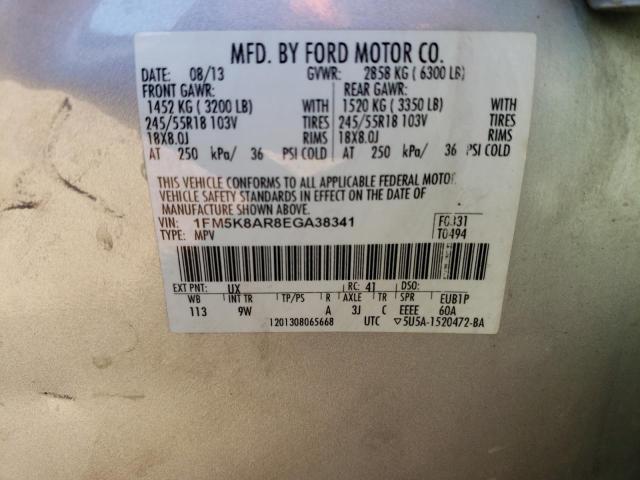 MFD. BY FORD MOTOR CO.
DATE: 08/13 GVWR: 2858 KG ( 6300 LB)
FRONT GAWR: REAR GAWR:
1452 KG ( 3200 LB) WITH 1520 KG ( 3350 LB) WITH
245/55R18 103V TIRES 245/55R18 103V TIRES
18X8.0J RIMS 18X8.0J RIMS
AT 250 kPa/ 36 PSI COLD AT 250 kPa/ 36 PSI COLD
THIS VEHICLE CONFORMS TO ALL APPLICABLE FEDERAL MOTOR
VEHICLE SAFETY STANDARDS IN EFFECT ON THE DATE OF
MANUFACTURE SHOWN ABOVE.
VIN: 1FM5K8AR8EGA38341
TYPE: MPV
T0494
EXT PNT: UX RC: 41 DSO:
WB INT TR TP/PS R AXLE TR SPR EUB1P
113 9W A 3J C EEEE 60A
1201308065668 UTC ▽5U5A-1520472-BA